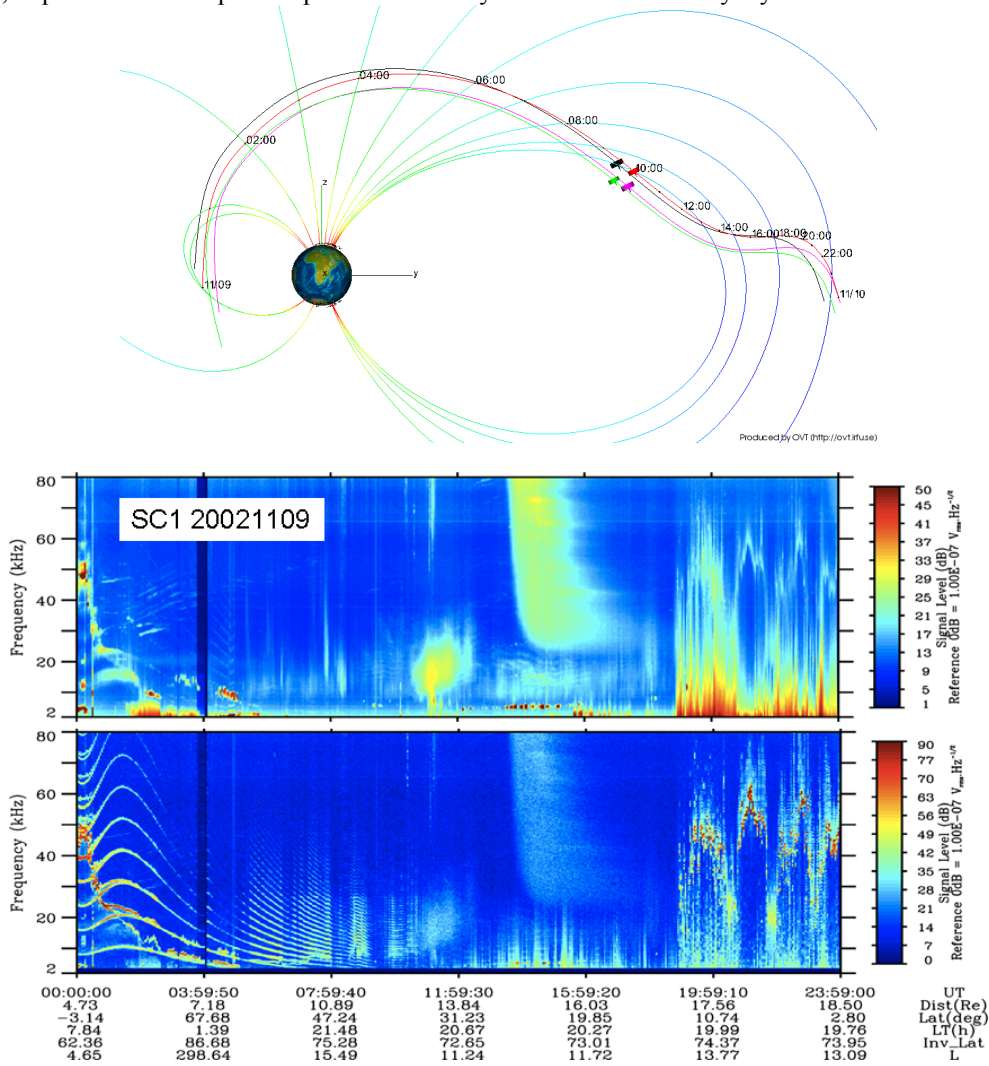 .04:00
.06:00
.02:00
.08:00
z
10:00
12:00
14:00
16:00
18:00
20:00
22:00
x
y
11/09
11/10
Produced by OVT (http://ovt.irfu.se)
80
60
40
20
2
Frequency (kHz)
SC1 20021109
50
45
41
37
33
29
25
21
17
13
9
5
1
Signal Level (dB)
Reference 0dB = 1.00E-07 Vrms.Hz-1/2
80
60
40
20
2
Frequency (kHz)
90
84
77
70
63
56
49
42
35
28
21
14
7
0
Signal Level (dB)
Reference 0dB = 1.00E-07 Vrms.Hz-1/2
00:00:00 03:59:50 07:59:40 11:59:30 15:59:20 19:59:10 23:59:00 UT
4.73 7.18 10.89 13.84 16.03 17.56 18.50 Dist(Re)
−3.14 67.68 47.24 31.23 19.85 10.74 2.80 Lat(deg)
7.84 1.39 21.48 20.67 20.27 19.99 19.76 LT(h)
62.36 86.68 75.28 72.65 73.01 74.37 73.95 Inv_Lat
4.65 298.64 15.49 11.24 11.72 13.77 13.09 L